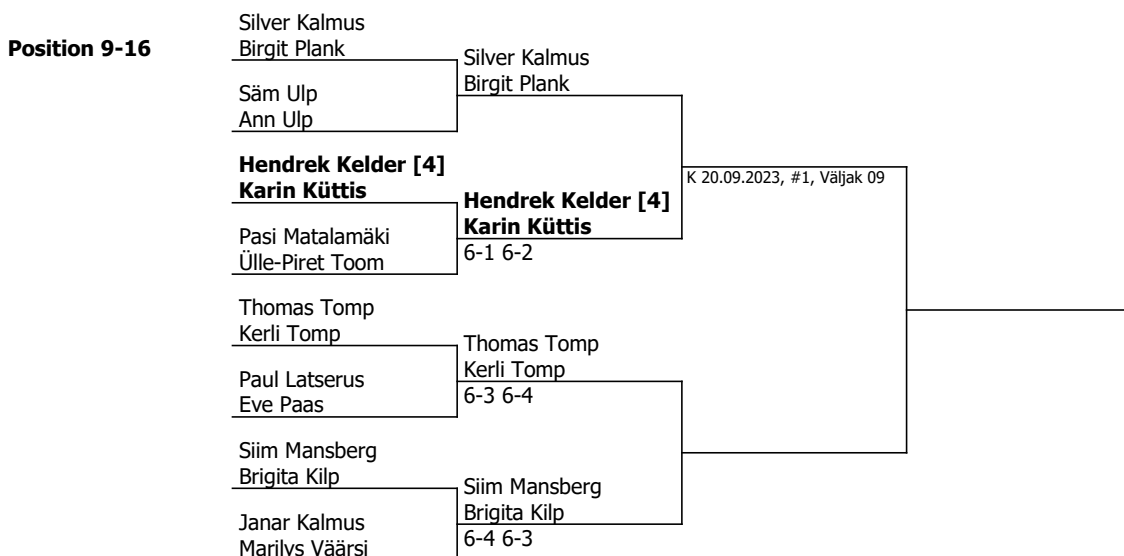 Position 9-16
Silver Kalmus
Birgit Plank
Säm Ulp
Ann Ulp
Hendrek Kelder [4]
Karin Küttis
Pasi Matalamäki
Ülle-Piret Toom
Thomas Tomp
Kerli Tomp
Paul Latserus
Eve Paas
Siim Mansberg
Brigita Kilp
Janar Kalmus
Marilys Väärsi
Silver Kalmus
Birgit Plank
Hendrek Kelder [4]
Karin Küttis
6-1 6-2
Thomas Tomp
Kerli Tomp
6-3 6-4
Siim Mansberg
Brigita Kilp
6-4 6-3
K 20.09.2023, #1, Väljak 09